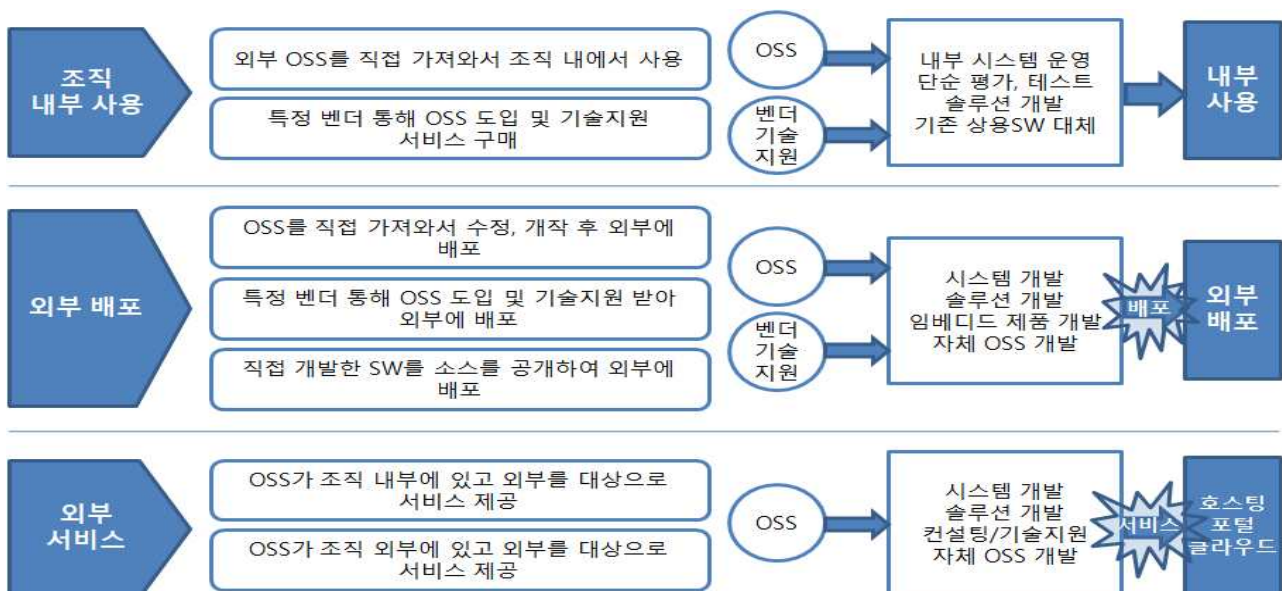 조직
내부 사용
외부 OSS를 직접 가져와서 조직 내에서 사용
특정 벤더 통해 OSS 도입 및 기술지원
서비스 구매
OSS
벤더
기술
지원
내부 시스템 운영
단순 평가, 테스트
솔루션 개발
기존 상용SW 대체
내부
사용
외부 배포
OSS를 직접 가져와서 수정, 개작 후 외부에
배포
특정 벤더 통해 OSS 도입 및 기술지원 받아
외부에 배포
직접 개발한 SW를 소스를 공개하여 외부에
배포
OSS
벤더
기술
지원
시스템 개발
솔루션 개발
임베디드 제품 개발
자체 OSS 개발
배포
외부
배포
외부
서비스
OSS가 조직 내부에 있고 외부를 대상으로
서비스 제공
OSS가 조직 외부에 있고 외부를 대상으로
서비스 제공
OSS
시스템 개발
솔루션 개발
컨설팅/기술지원
자체 OSS 개발
서비스
호스팅
포털
클라우드